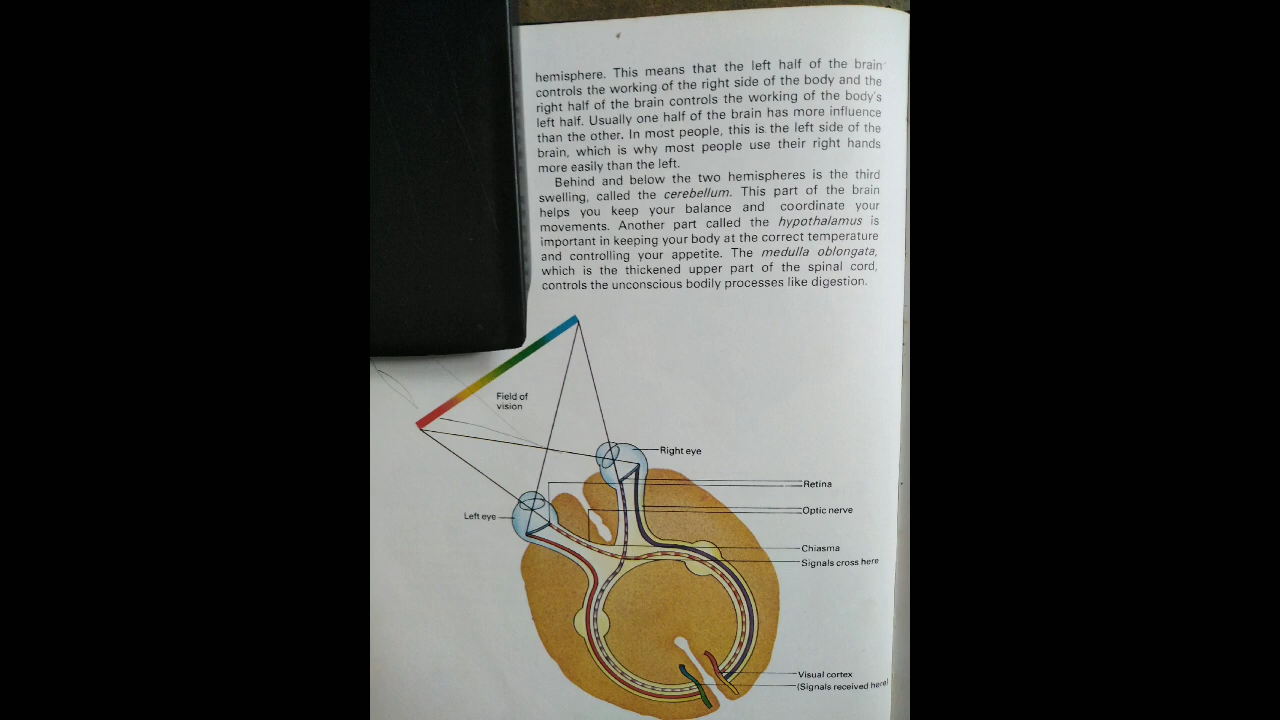 hemisphere. This means that the left half of the brain
controls the working of the right side of the body and the
right half of the brain controls the working of the body's
left half. Usually one half of the brain has more influence
than the other. In most people, this is the left side of the
brain, which is why most people use their right hands
more easily than the left.
Behind and below the two hemispheres is the third
swelling, called the cerebellum. This part of the brain
helps you keep your balance and coordinate your
movements. Another part called the hypothalamus is
important in keeping your body at the correct temperature
and controlling your appetite. The medulla oblongata,
which is the thickened upper part of the spinal cord,
controls the unconscious bodily processes like digestion.
Field of
vision
Right eye
Retina
Left eye
Optic nerve
Chiasma
Signals cross here
Visual cortex
(Signals received here)